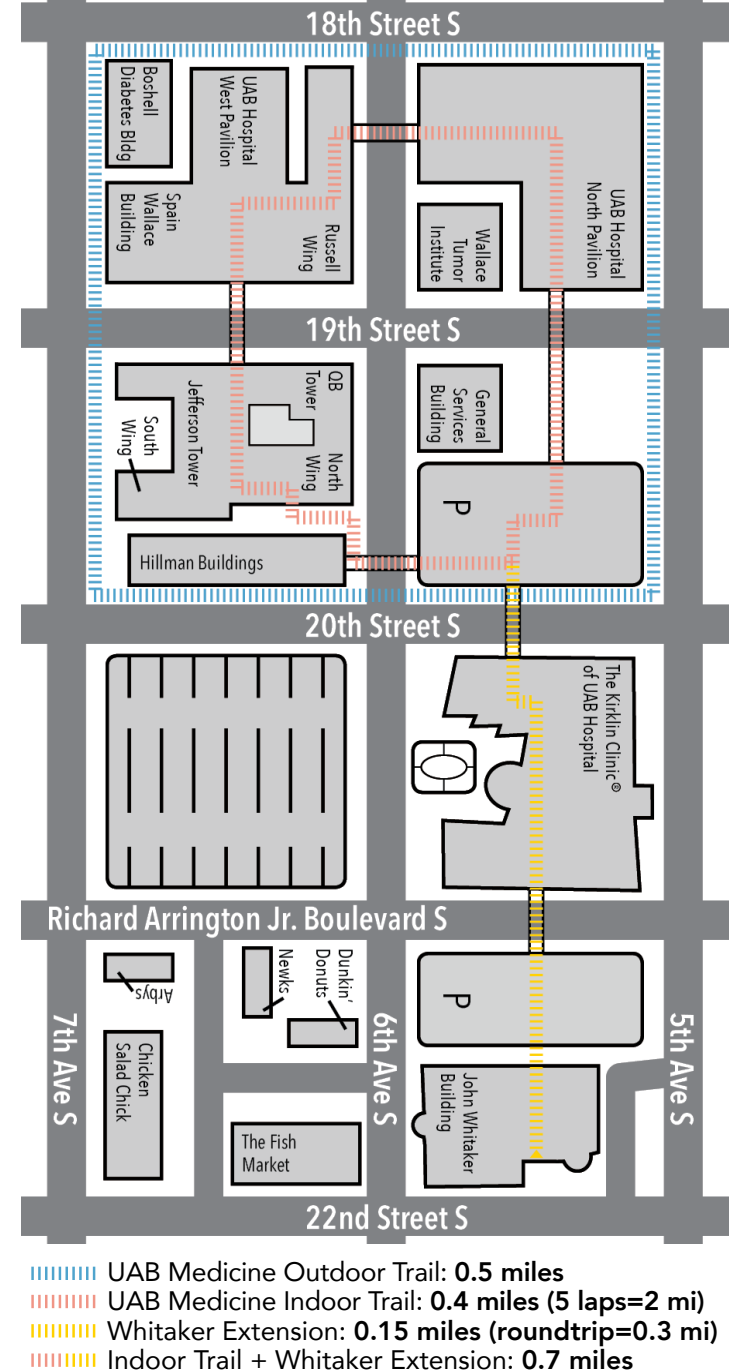 18th Street S
Boshell
Diabetes Bldg
UAB Hospital
West Pavilion
Spain
Wallace
Building
Russell
Wing
UAB Hospital
North Pavilion
Wallace
Tumor
Institute
19th Street S
QB
Tower
Jefferson Tower
South
Wing
North
Wing
General
Services
Building
P
Hillman Buildings
20th Street S
The Kirklin Clinic®
of UAB Hospital
Richard Arrington Jr. Boulevard S
Arbys
Newks
Dunkin'
Donuts
P
7th Ave S
6th Ave S
5th Ave S
Chicken
Salad Chick
John Whitaker
Building
The Fish
Market
22nd Street S
UAB Medicine Outdoor Trail: 0.5 miles
UAB Medicine Indoor Trail: 0.4 miles (5 laps=2 mi)
Whitaker Extension: 0.15 miles (roundtrip=0.3 mi)
Indoor Trail + Whitaker Extension: 0.7 miles